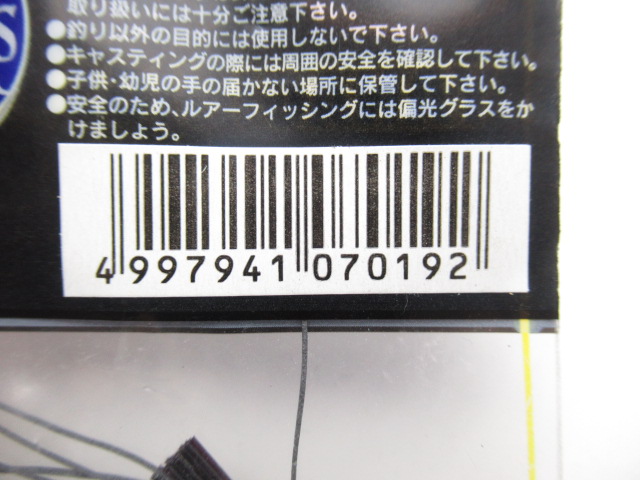 取り扱いには十分ご注意下さい。
●釣り以外の目的には使用しないで下さい。
●キャスティングの際には周囲の安全を確認して下さい。
●子供・幼児の手の届かない場所に保管して下さい。
●安全のため、ルアーフィッシングには偏光グラスをか
けましょう。
S
4 997941 070192